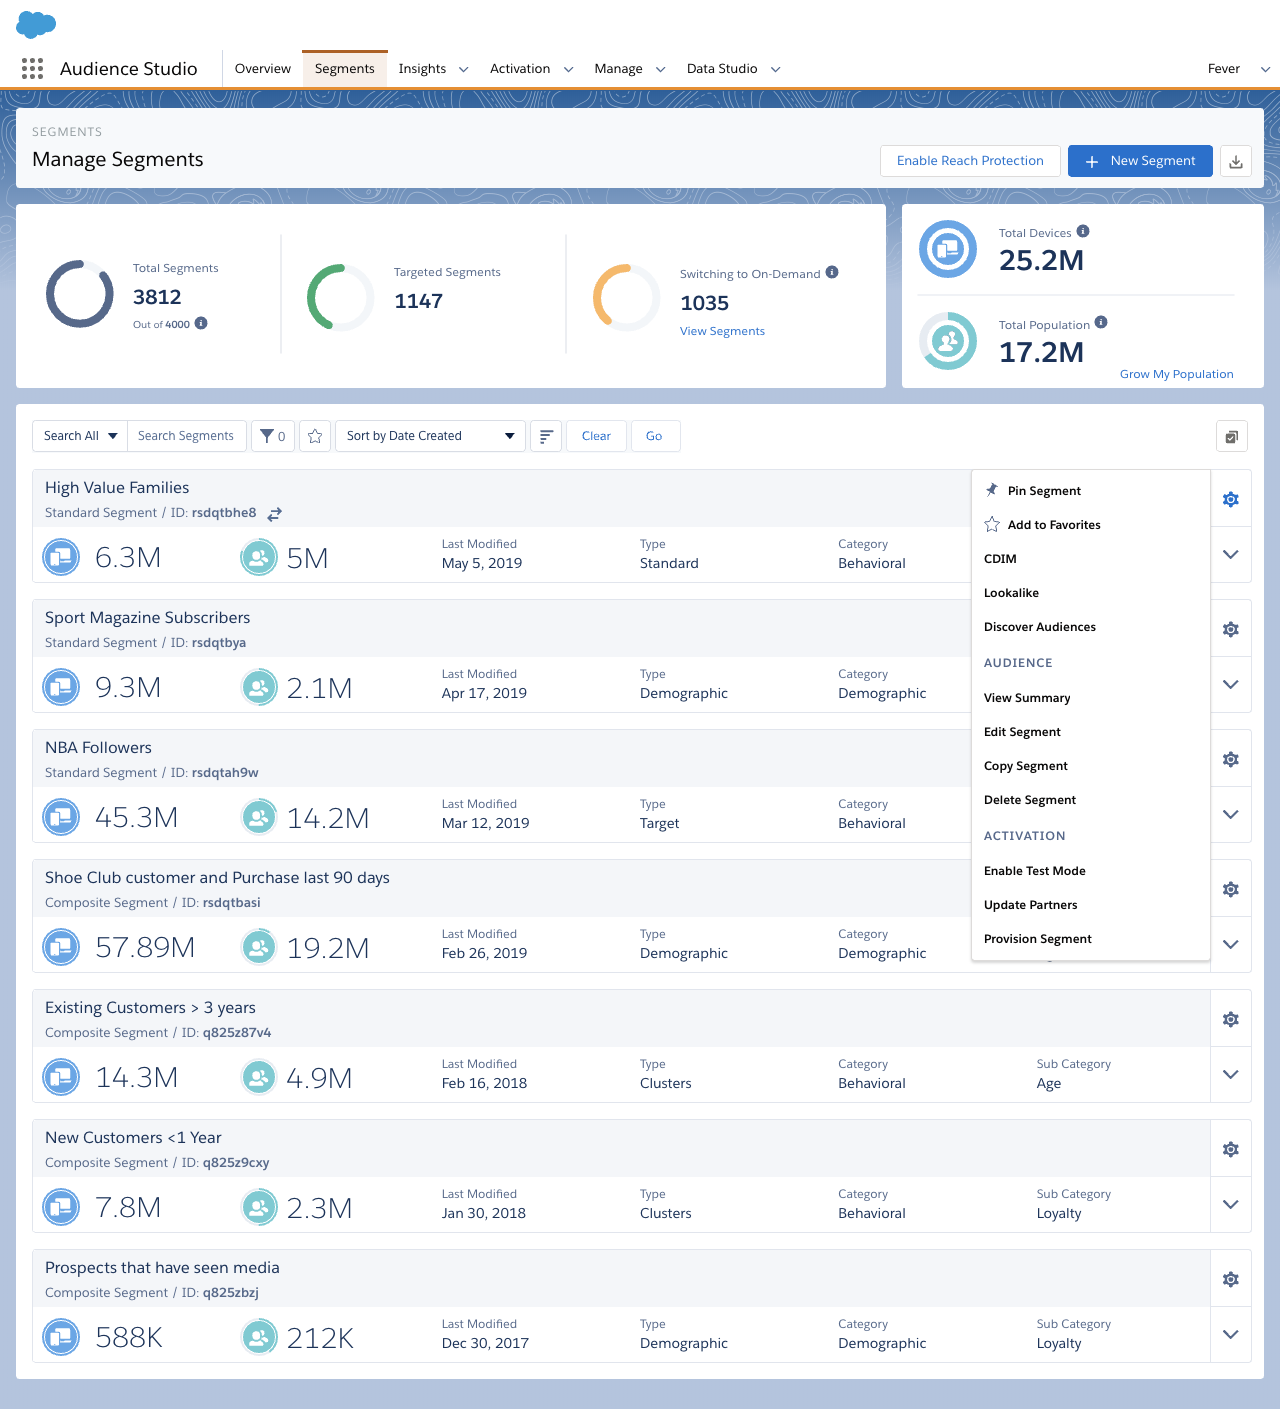 Audience Studio
Overview
Segments
Insights
Activation
Manage
Data Studio
Fever
SEGMENTS
Manage Segments
Enable Reach Protection
New Segment
Total Segments
3812
Out of 4000
Targeted Segments
1147
Switching to On-Demand
1035
View Segments
Total Devices
25.2M
Total Population
17.2M
Grow My Population
Search All
Search Segments
0
Sort by Date Created
Clear
Go
High Value Families
Standard Segment / ID: rsdqtbhe8
6.3M
5M
Last Modified
May 5, 2019
Type
Standard
Category
Behavioral
Sport Magazine Subscribers
Standard Segment / ID: rsdqtbya
9.3M
2.1M
Last Modified
Apr 17, 2019
Type
Demographic
Category
Demographic
NBA Followers
Standard Segment / ID: rsdqtah9w
45.3M
14.2M
Last Modified
Mar 12, 2019
Type
Target
Category
Behavioral
Shoe Club customer and Purchase last 90 days
Composite Segment / ID: rsdqtbasi
57.89M
19.2M
Last Modified
Feb 26, 2019
Type
Demographic
Category
Demographic
Pin Segment
Add to Favorites
CDIM
Lookalike
Discover Audiences
AUDIENCE
View Summary
Edit Segment
Copy Segment
Delete Segment
ACTIVATION
Enable Test Mode
Update Partners
Provision Segment
Existing Customers > 3 years
Composite Segment / ID: q825z87v4
14.3M
4.9M
Last Modified
Feb 16, 2018
Type
Clusters
Category
Behavioral
Sub Category
Age
New Customers <1 Year
Composite Segment / ID: q825z9cxy
7.8M
2.3M
Last Modified
Jan 30, 2018
Type
Clusters
Category
Behavioral
Sub Category
Loyalty
Prospects that have seen media
Composite Segment / ID: q825zbzj
588K
212K
Last Modified
Dec 30, 2017
Type
Demographic
Category
Demographic
Sub Category
Loyalty